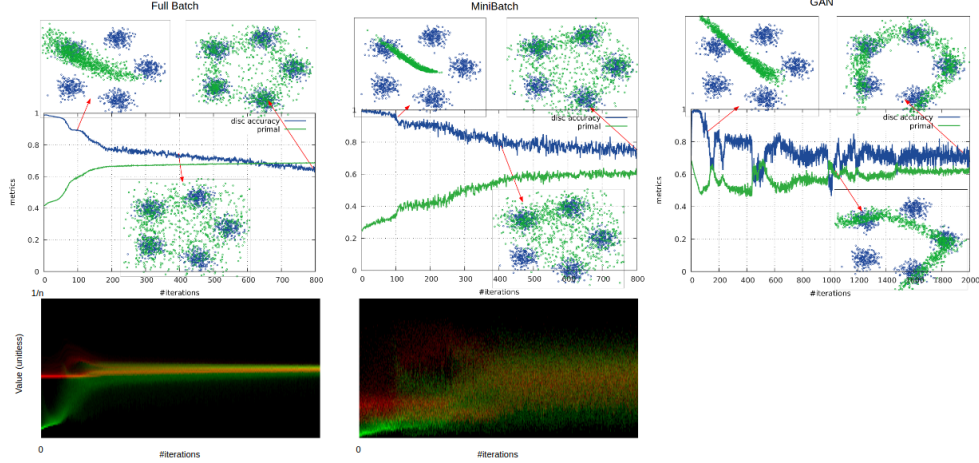 Full Batch
MiniBatch
GAN
disc accuracy
primal
disc accuracy
primal
disc accuracy
primal
metrics
1
0.8
0.6
0.4
0.2
0
0 100 200 300 400 500 600 700 800
#iterations
metrics
1
0.8
0.6
0.4
0.2
0
0 100 200 300 400 500 600 700 800
#iterations
metrics
1
0.8
0.6
0.4
0.2
0
0 200 400 600 800 1000 1200 1400 1600 1800 2000
#iterations
1/n
Value (unitless)
0
#iterations
0
#iterations